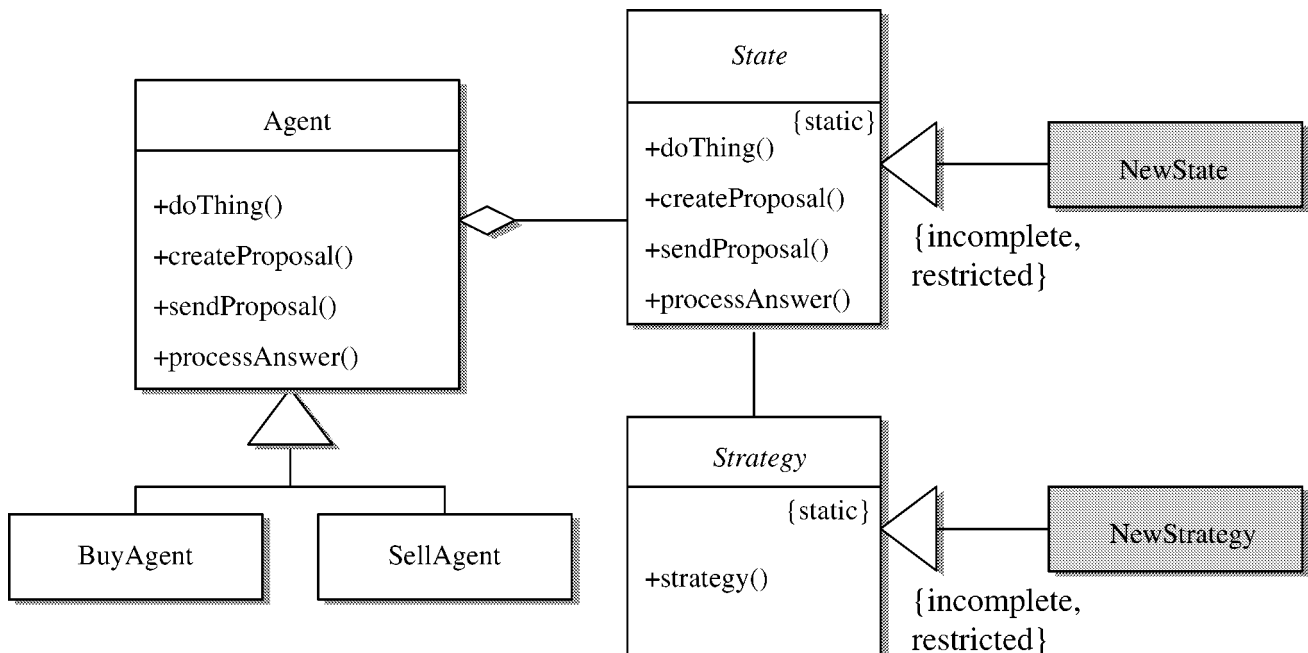 Agent
+doThing()
+createProposal()
+sendProposal()
+processAnswer()
BuyAgent
SellAgent
State
{static}
+doThing()
+createProposal()
+sendProposal()
+processAnswer()
NewState
{incomplete,
restricted}
Strategy
{static}
+strategy()
NewStrategy
{incomplete,
restricted}